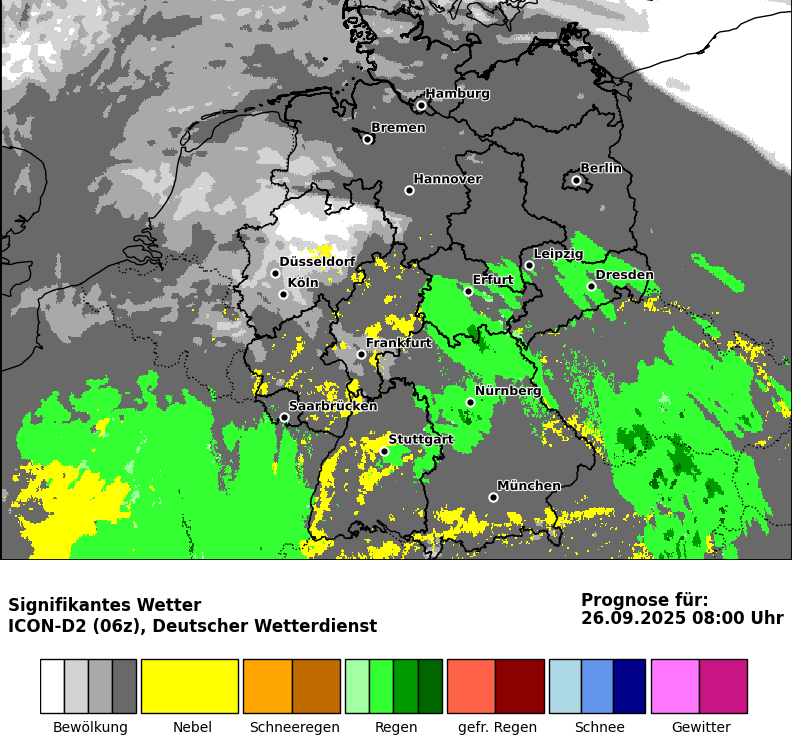 Hamburg
Bremen
Berlin
Hannover
Leipzig
Düsseldorf
Dresden
Erfurt
Köln
Frankfurt
Nürnberg
Saarbrücken
Stuttgart
München
Signifikantes Wetter
ICON-D2 (06z), Deutscher Wetterdienst
Prognose für:
26.09.2025 08:00 Uhr
Bewölkung Nebel Schneeregen Regen gefr. Regen Schnee Gewitter